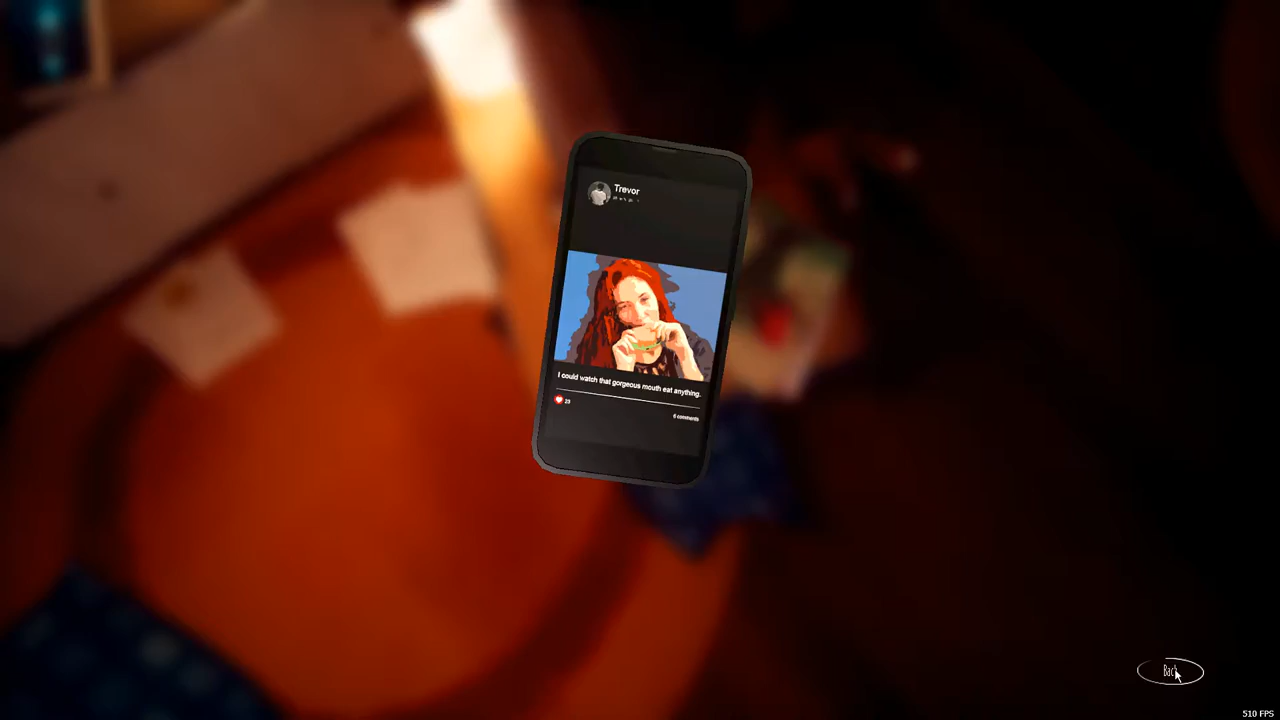 Trevor
I could watch that gorgeous mouth eat anything.
23
6 comments
Back
510 FPS